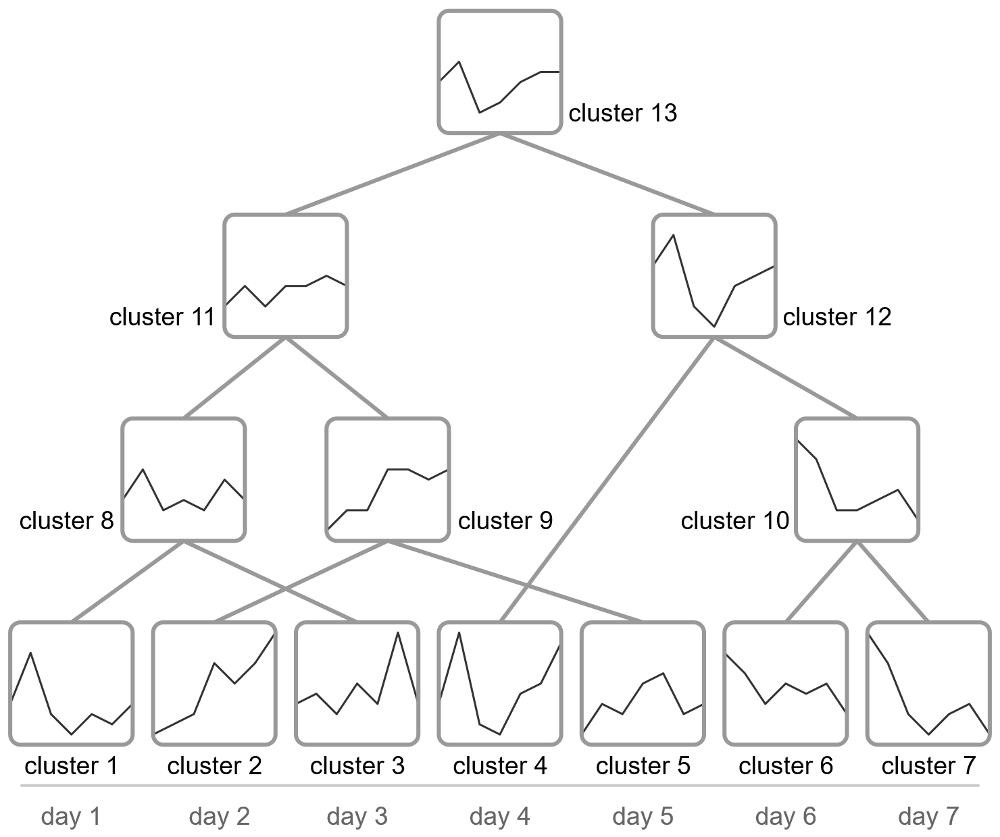 cluster 13
cluster 11
cluster 12
cluster 8
cluster 9
cluster 10
cluster 1
cluster 2
cluster 3
cluster 4
cluster 5
cluster 6
cluster 7
day 1
day 2
day 3
day 4
day 5
day 6
day 7